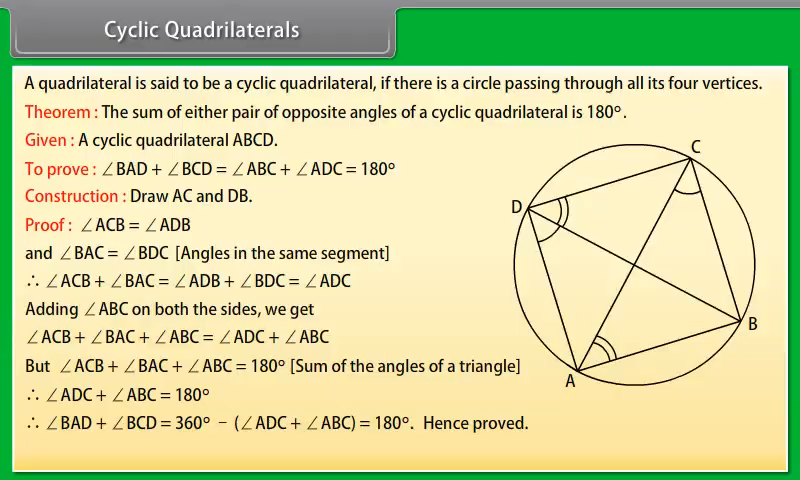 Cyclic Quadrilaterals
A quadrilateral is said to be a cyclic quadrilateral, if there is a circle passing through all its four vertices.
Theorem : The sum of either pair of opposite angles of a cyclic quadrilateral is 180°.
Given : A cyclic quadrilateral ABCD.
To prove : ∠BAD + ∠BCD = ∠ABC + ∠ADC = 180°
Construction : Draw AC and DB.
Proof : ∠ACB = ∠ADB
and ∠BAC = ∠BDC [Angles in the same segment]
∴ ∠ACB + ∠BAC = ∠ADB + ∠BDC = ∠ADC
Adding ∠ABC on both the sides, we get
∠ACB + ∠BAC + ∠ABC = ∠ADC + ∠ABC
But ∠ACB + ∠BAC + ∠ABC = 180° [Sum of the angles of a triangle]
∴ ∠ADC + ∠ABC = 180°
∴ ∠BAD + ∠BCD = 360° − (∠ADC + ∠ABC) = 180°. Hence proved.
C
D
B
A